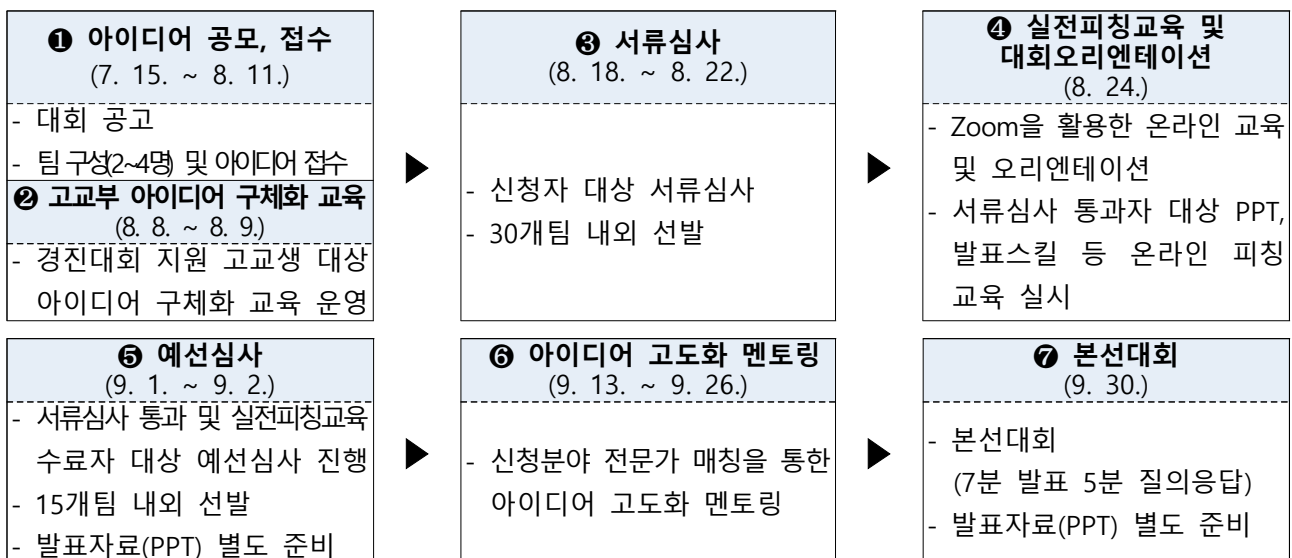 ❶ 아이디어 공모, 접수
(7. 15. ~ 8. 11.)
- 대회 공고
- 팀 구성(2~4명) 및 아이디어 접수
❷ 고교부 아이디어 구체화 교육
(8. 8. ~ 8. 9.)
- 경진대회 지원 고교생 대상
아이디어 구체화 교육 운영
▶
❸ 서류심사
(8. 18. ~ 8. 22.)
- 신청자 대상 서류심사
- 30개팀 내외 선발
▶
❹ 실전피칭교육 및
대회오리엔테이션
(8. 24.)
- Zoom을 활용한 온라인 교육
및 오리엔테이션
- 서류심사 통과자 대상 PPT,
발표스킬 등 온라인 피칭
교육 실시
❺ 예선심사
(9. 1. ~ 9. 2.)
- 서류심사 통과 및 실전피칭교육
수료자 대상 예선심사 진행
- 15개팀 내외 선발
- 발표자료(PPT) 별도 준비
▶
❻ 아이디어 고도화 멘토링
(9. 13. ~ 9. 26.)
- 신청분야 전문가 매칭을 통한
아이디어 고도화 멘토링
▶
❼ 본선대회
(9. 30.)
- 본선대회
(7분 발표 5분 질의응답)
- 발표자료(PPT) 별도 준비